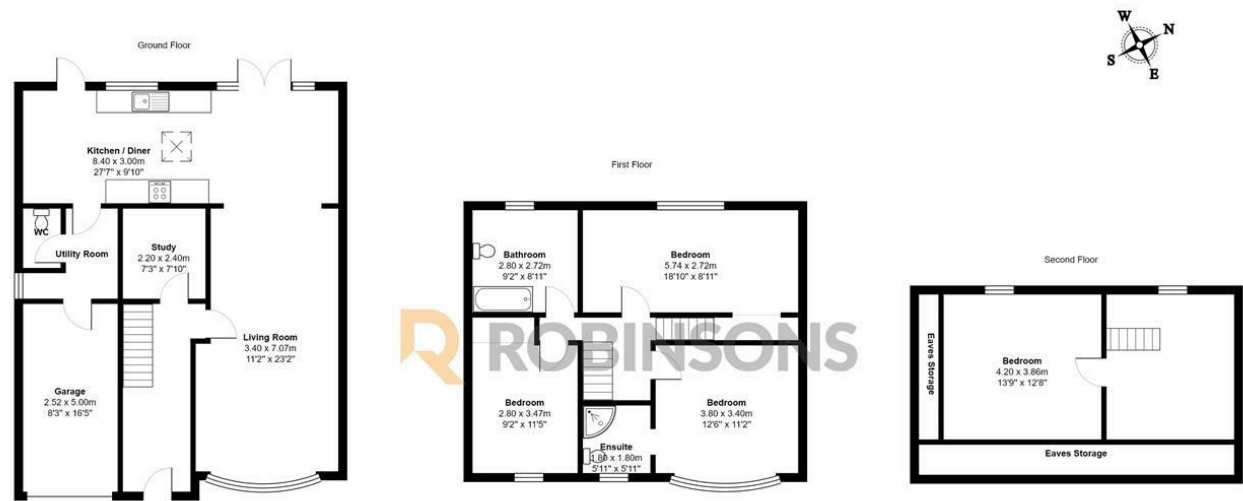 Ground Floor
Kitchen / Diner
8.40 x 3.00m
27'7" x 9'10"
WC
Utility Room
Study
2.20 x 2.40m
7'3" x 7'10"
Living Room
3.40 x 7.07m
11'2" x 23'2"
Garage
2.52 x 5.00m
8'3" x 16'5"
First Floor
Bathroom
2.80 x 2.72m
9'2" x 8'11"
Bedroom
5.74 x 2.72m
18'10" x 8'11"
Bedroom
2.80 x 3.47m
9'2" x 11'5"
Ensuite
1.80 x 1.80m
5'11" x 5'11"
Bedroom
3.80 x 3.40m
12'6" x 11'2"
ROBINSONS
W
N
S
E
Second Floor
Eaves Storage
Bedroom
4.20 x 3.86m
13'9" x 12'8"
Eaves Storage